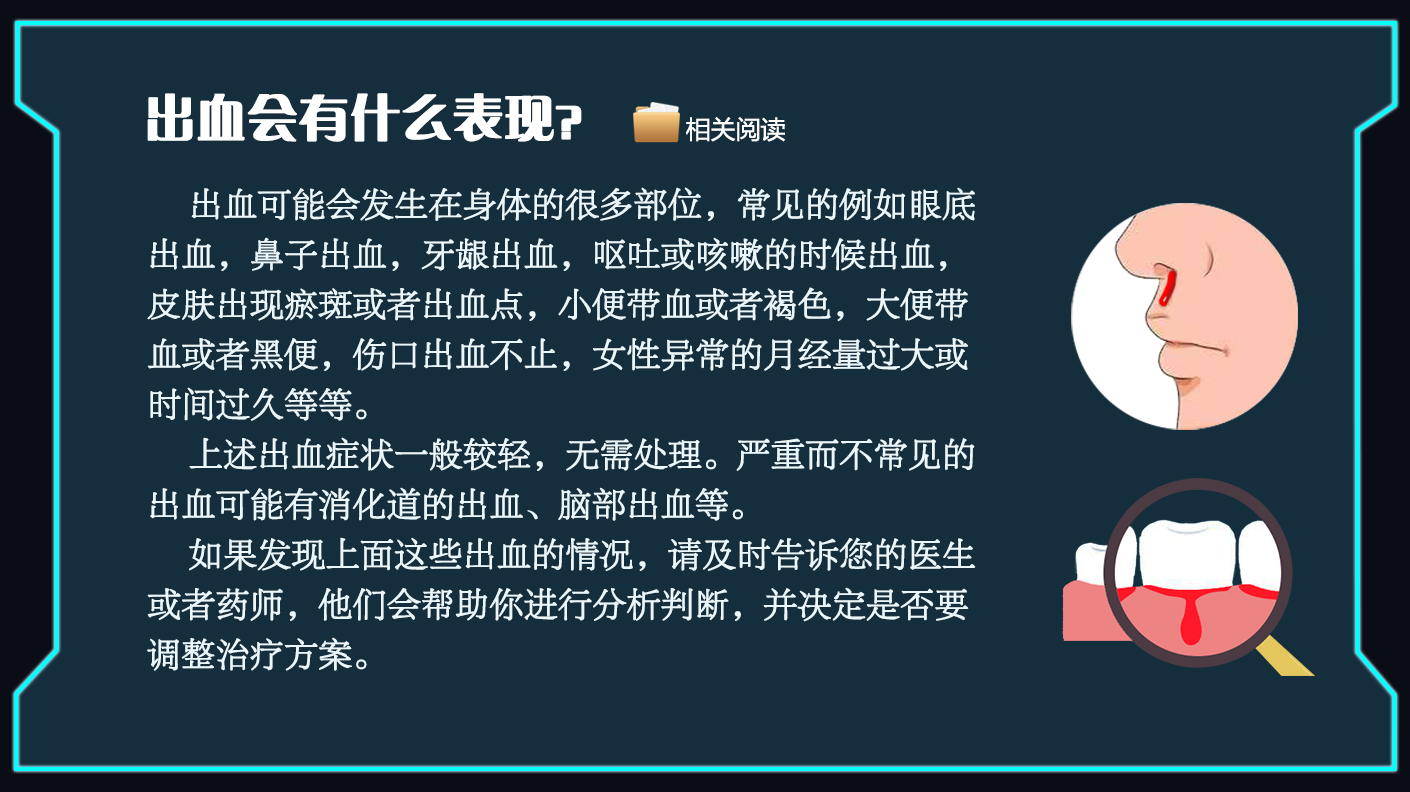 出血会有什么表现?
相关阅读
出血可能会发生在身体的很多部位，常见的例如眼底
出血，鼻子出血，牙龈出血，呕吐或咳嗽的时候出血，
皮肤出现瘀斑或者出血点，小便带血或者褐色，大便带
血或者黑便，伤口出血不止，女性异常的月经量过大或
时间过久等等。
上述出血症状一般较轻，无需处理。严重而不常见的
出血可能有消化道的出血、脑部出血等。
如果发现上面这些出血的情况，请及时告诉您的医生
或者药师，他们会帮助你进行分析判断，并决定是否要
调整治疗方案。